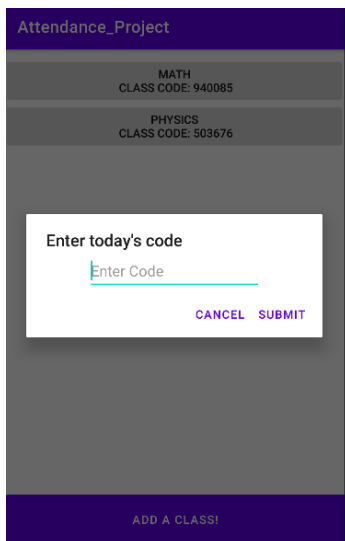 Attendance_Project
MATH
CLASS CODE: 940085
PHYSICS
CLASS CODE: 503676
Enter today's code
Enter Code
CANCEL SUBMIT
ADD A CLASS!